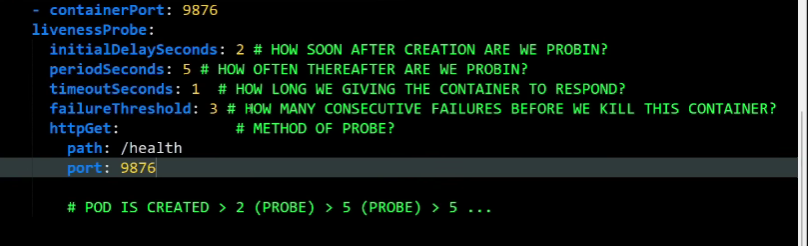 - containerPort: 9876
livenessProbe:
initialDelaySeconds: 2 # HOW SOON AFTER CREATION ARE WE PROBIN?
periodSeconds: 5 # HOW OFTEN THEREAFTER ARE WE PROBIN?
timeoutSeconds: 1  # HOW LONG WE GIVING THE CONTAINER TO RESPOND?
failureThreshold: 3 # HOW MANY CONSECUTIVE FAILURES BEFORE WE KILL THIS CONTAINER?
httpGet:             # METHOD OF PROBE?
path: /health
port: 9876
# POD IS CREATED > 2 (PROBE) > 5 (PROBE) > 5 ...